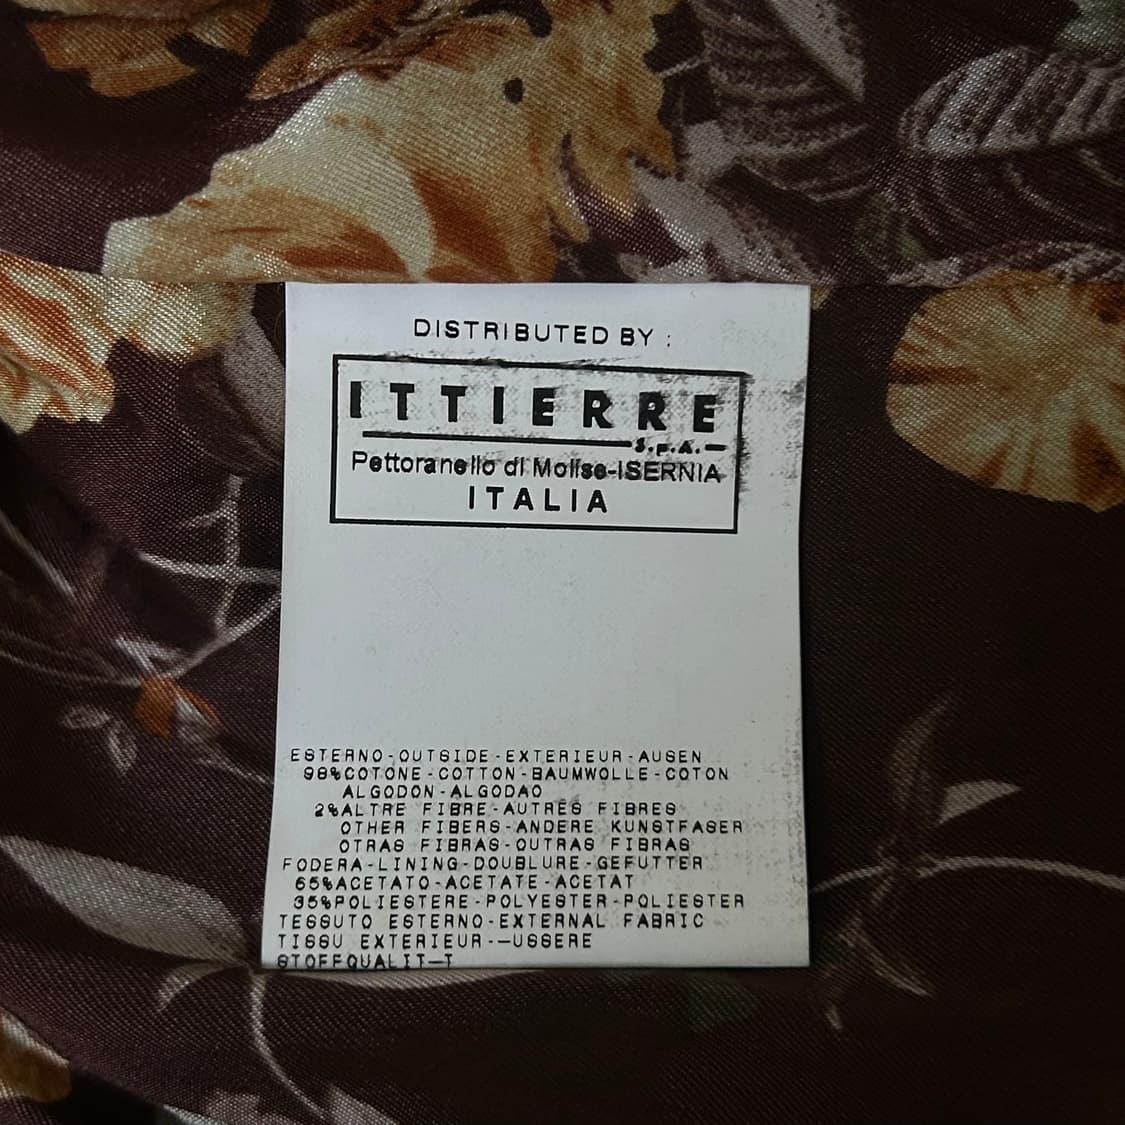 DISTRIBUTED BY :
ITTIERRE
S.p.A.
Pettoranello di Molise-ISERNIA
ITALIA
ESTERNO-OUTSIDE-EXTERIEUR-AUSEN
98%COTONE-COTTON-BAUMWOLLE-COTON
ALGODON-ALGODAO
2%ALTRE FIBRE-AUTRES FIBRES
OTHER FIBERS-ANDERE KUNSTFASER
OTRAS FIBRAS-OUTRAS FIBRAS
FODERA-LINING-DOUBLURE-GEFUTTER
65%ACETATO-ACETATE-ACETAT
35%POLIESTERE-POLYESTER-POLIESTER
TESSUTO ESTERNO-EXTERNAL FABRIC
TISSU EXTERIEUR-—USSERE
STOFFQUALIT—T